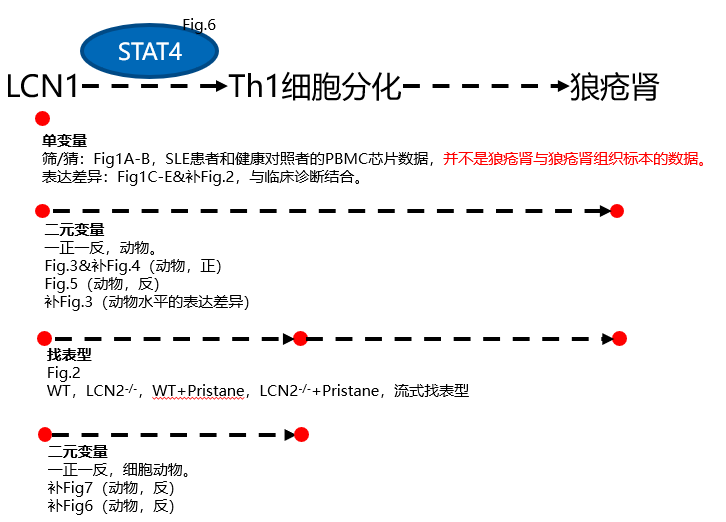 Fig.6
STAT4
LCN1 Th1细胞分化 狼疮肾
单变量
筛/猜：Fig1A-B，SLE患者和健康对照者的PBMC芯片数据，并不是狼疮肾与狼疮肾组织标本的数据。
表达差异：Fig1C-E&补Fig.2，与临床诊断结合。
二元变量
一正一反，动物。
Fig.3&补Fig.4（动物，正）
Fig.5（动物，反）
补Fig.3（动物水平的表达差异）
找表型
Fig.2
WT，LCN2-/-，WT+Pristane，LCN2-/-+Pristane，流式找表型
二元变量
一正一反，细胞动物。
补Fig7（动物，反）
补Fig6（动物，反）